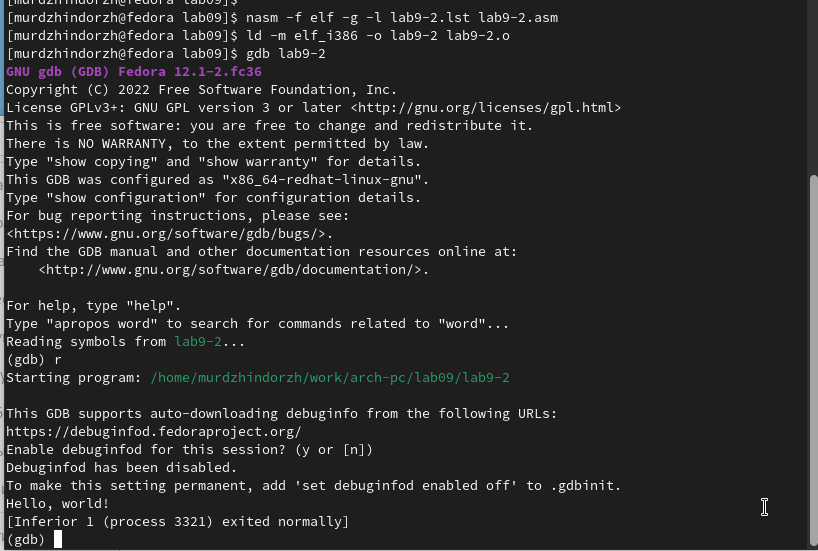 [murdzhindorzh@fedora lab09]$
[murdzhindorzh@fedora lab09]$ nasm -f elf -g -l lab9-2.lst lab9-2.asm
[murdzhindorzh@fedora lab09]$ ld -m elf_i386 -o lab9-2 lab9-2.o
[murdzhindorzh@fedora lab09]$ gdb lab9-2
GNU gdb (GDB) Fedora 12.1-2.fc36
Copyright (C) 2022 Free Software Foundation, Inc.
License GPLv3+: GNU GPL version 3 or later <http://gnu.org/licenses/gpl.html>
This is free software: you are free to change and redistribute it.
There is NO WARRANTY, to the extent permitted by law.
Type "show copying" and "show warranty" for details.
This GDB was configured as "x86_64-redhat-linux-gnu".
Type "show configuration" for configuration details.
For bug reporting instructions, please see:
<https://www.gnu.org/software/gdb/bugs/>.
Find the GDB manual and other documentation resources online at:
    <http://www.gnu.org/software/gdb/documentation/>.

For help, type "help".
Type "apropos word" to search for commands related to "word"...
Reading symbols from lab9-2...
(gdb) r
Starting program: /home/murdzhindorzh/work/arch-pc/lab09/lab9-2

This GDB supports auto-downloading debuginfo from the following URLs:
https://debuginfod.fedoraproject.org/
Enable debuginfod for this session? (y or [n])
Debuginfod has been disabled.
To make this setting permanent, add 'set debuginfod enabled off' to .gdbinit.
Hello, world!
[Inferior 1 (process 3321) exited normally]
(gdb)